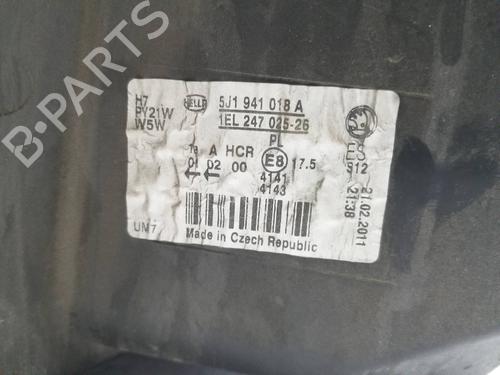 H7
PY21W
W5W
HELLA
5J1 941 018 A
1EL 247 025-26
PL
A HCR
01 02 00
E8
17.5
4141
4143
UM7
Made in Czech Republic
912
21.02.2011
21:38
B-PARTS